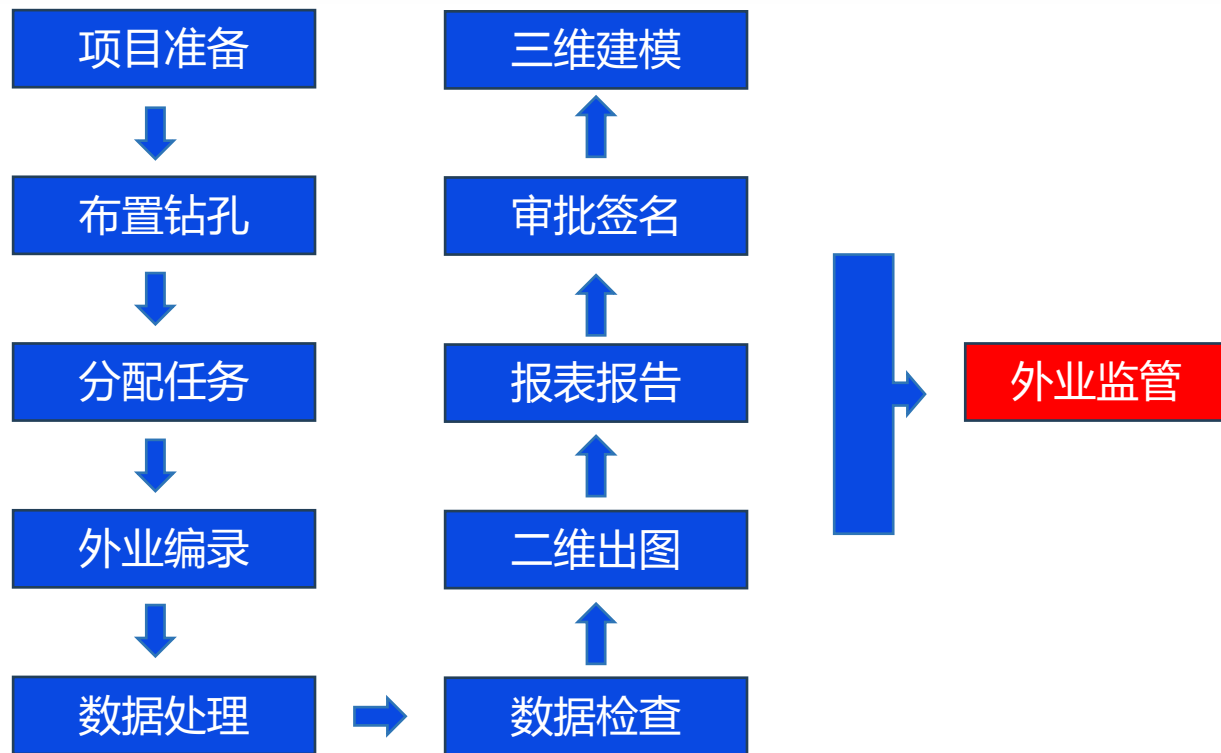 项目准备
布置钻孔
分配任务
外业编录
数据处理
数据检查
二维出图
报表报告
审批签名
三维建模
外业监管